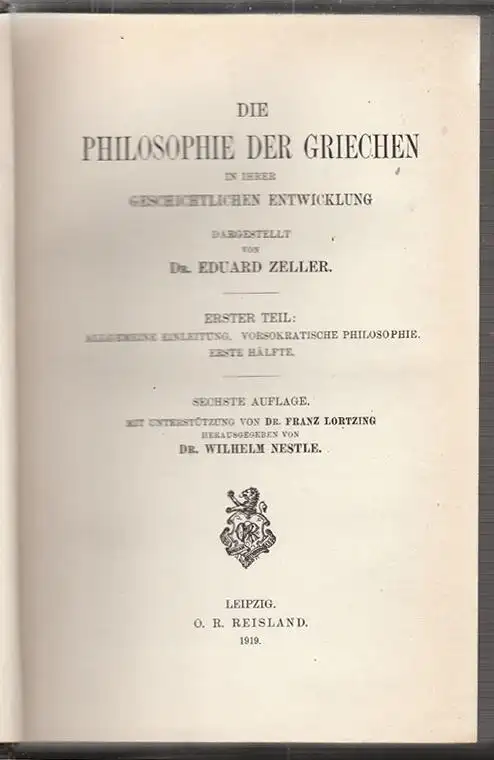 DIE
PHILOSOPHIE DER GRIECHEN
IN IHRER
GESCHICHTLICHEN ENTWICKLUNG
DARGESTELLT
VON
DR. EDUARD ZELLER.
ERSTER TEIL:
ALLGEMEINE EINLEITUNG. VORSOKRATISCHE PHILOSOPHIE.
ERSTE HÄLFTE.
SECHSTE AUFLAGE.
MIT UNTERSTÜTZUNG VON DR. FRANZ LORTZING
HERAUSGEGEBEN VON
DR. WILHELM NESTLE.
LEIPZIG.
O. R. REISLAND.
1919.